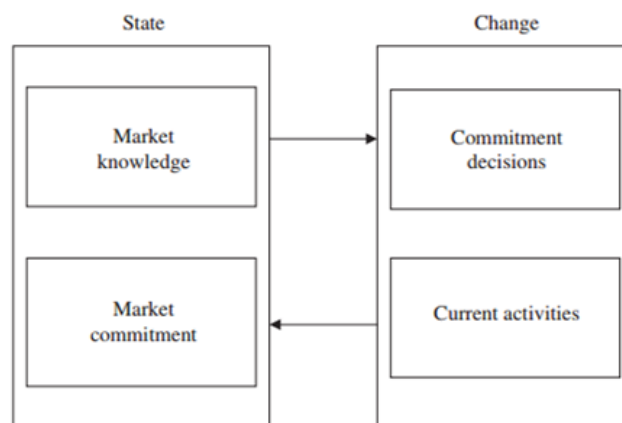 State
Change
Market
knowledge
Commitment
decisions
Market
commitment
Current activities